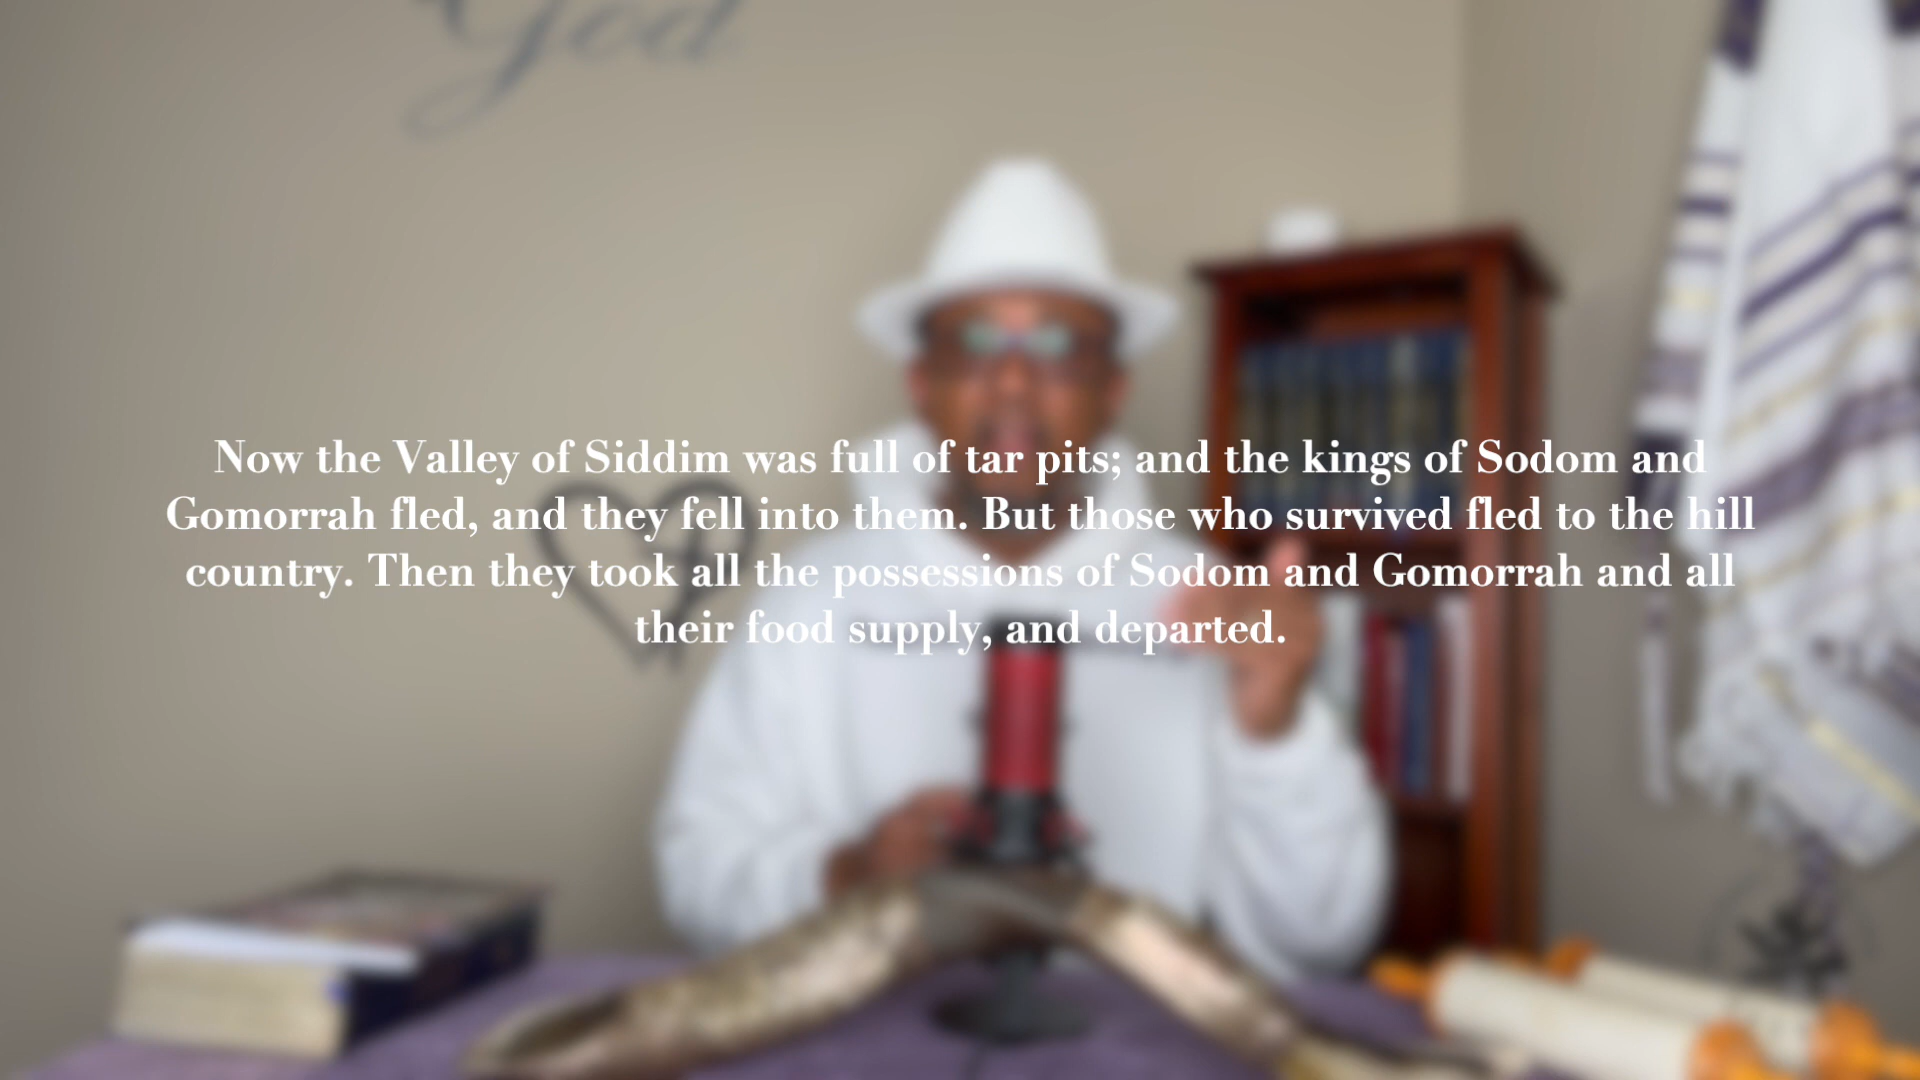 God
Now the Valley of Siddim was full of tar pits; and the kings of Sodom and
Gomorrah fled, and they fell into them. But those who survived fled to the hill
country. Then they took all the possessions of Sodom and Gomorrah and all
their food supply, and departed.